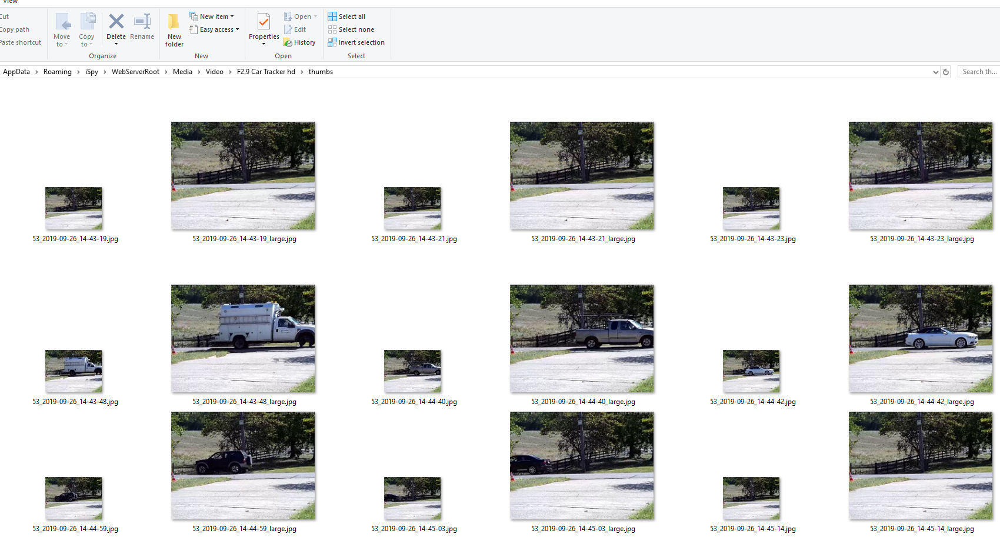 View
Cut
Copy path
Paste shortcut
Move to
Copy to
Delete
Rename
Organize
New folder
New item
Easy access
New
Properties
Open
Edit
History
Open
Select all
Select none
Invert selection
Select
AppData > Roaming > iSpy > WebServerRoot > Media > Video > F2.9 Car Tracker hd > thumbs
Search th...
53_2019-09-26_14-43-19.jpg
53_2019-09-26_14-43-19_large.jpg
53_2019-09-26_14-43-21.jpg
53_2019-09-26_14-43-21_large.jpg
53_2019-09-26_14-43-23.jpg
53_2019-09-26_14-43-23_large.jpg
53_2019-09-26_14-43-48.jpg
53_2019-09-26_14-43-48_large.jpg
53_2019-09-26_14-44-40.jpg
53_2019-09-26_14-44-40_large.jpg
53_2019-09-26_14-44-42.jpg
53_2019-09-26_14-44-42_large.jpg
53_2019-09-26_14-44-59.jpg
53_2019-09-26_14-44-59_large.jpg
53_2019-09-26_14-45-03.jpg
53_2019-09-26_14-45-03_large.jpg
53_2019-09-26_14-45-14.jpg
53_2019-09-26_14-45-14_large.jpg